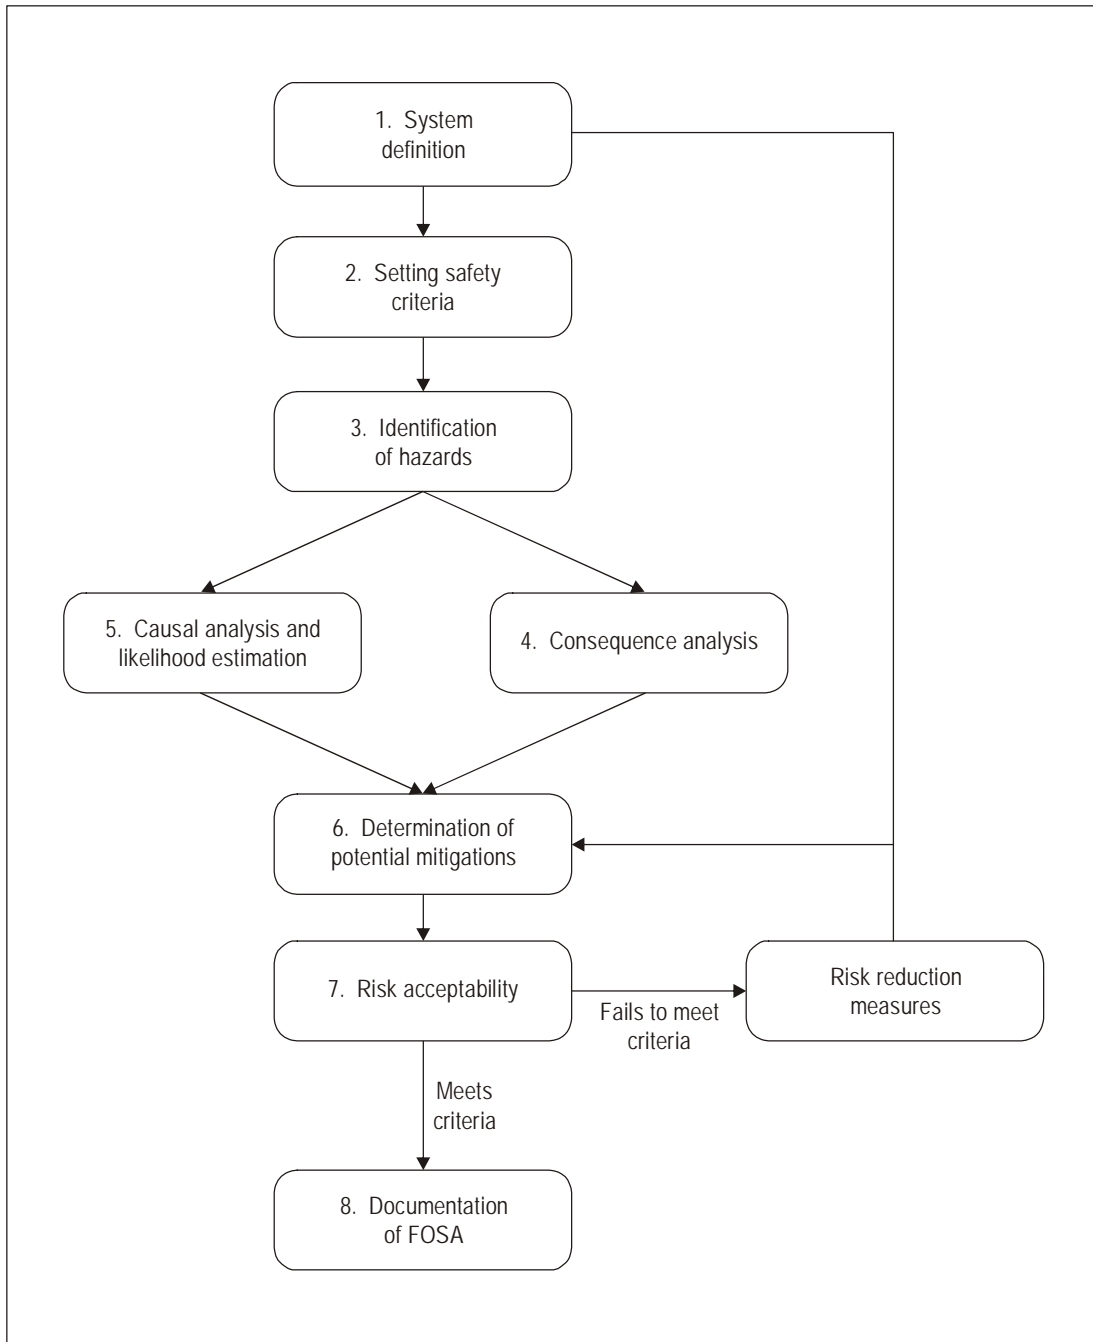 1. System
definition
2. Setting safety
criteria
3. Identification
of hazards
5. Causal analysis and
likelihood estimation
4. Consequence analysis
6. Determination of
potential mitigations
7. Risk acceptability
Fails to meet
criteria
Risk reduction
measures
Meets
criteria
8. Documentation
of FOSA